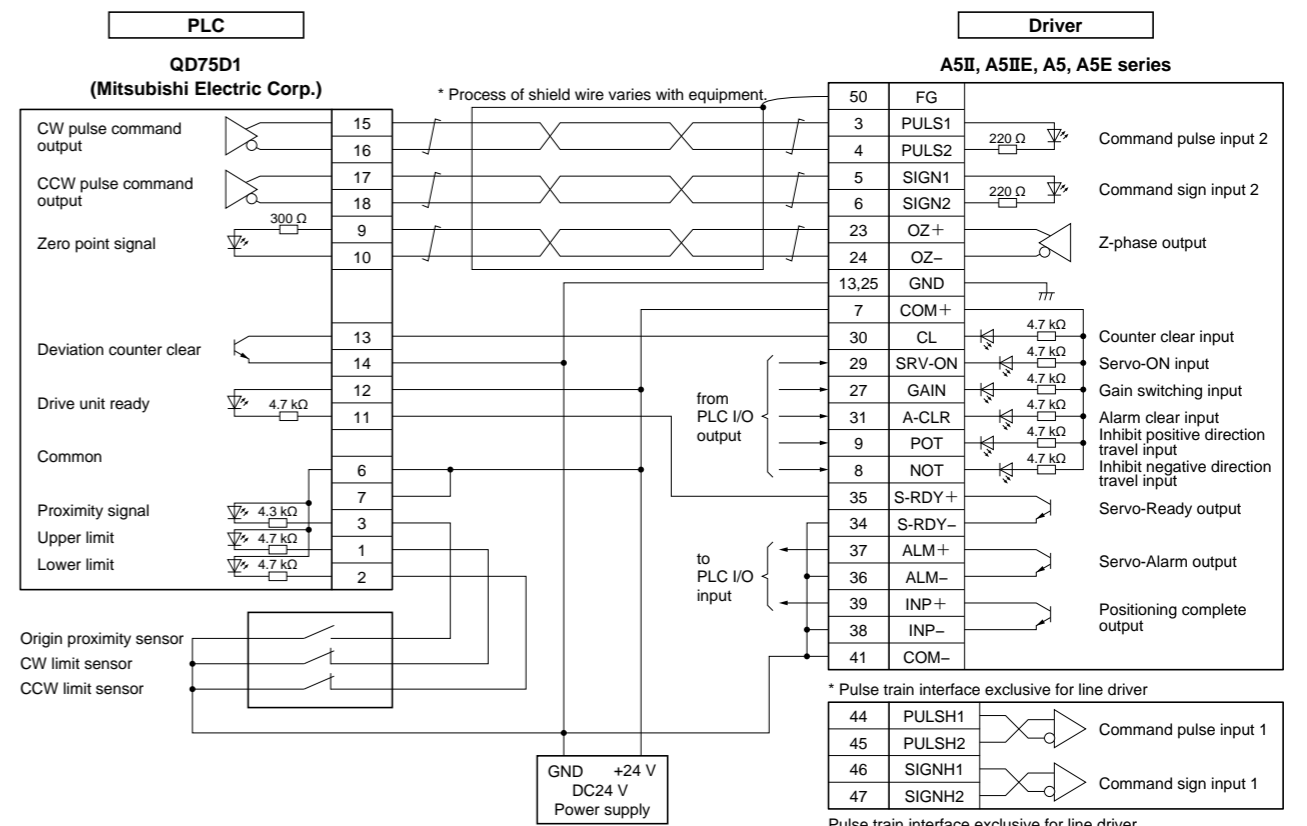 PLC
Driver
QD75D1
(Mitsubishi Electric Corp.)
A5II, A5IIE, A5, A5E series
* Process of shield wire varies with equipment.
CW pulse command
output
15
16
CCW pulse command
output
17
18
300 Ω
Zero point signal
9
10
Deviation counter clear
13
14
Drive unit ready
4.7 kΩ
12
11
Common
6
7
Proximity signal
4.3 kΩ
3
Upper limit
4.7 kΩ
1
Lower limit
4.7 kΩ
2
Origin proximity sensor
CW limit sensor
CCW limit sensor
GND +24 V
DC24 V
Power supply
from
PLC I/O
output
to
PLC I/O
input
50 FG
3 PULS1
4 PULS2
220 Ω
Command pulse input 2
5 SIGN1
6 SIGN2
220 Ω
Command sign input 2
23 OZ+
24 OZ−
Z-phase output
13,25 GND
7 COM+
30 CL 4.7 kΩ Counter clear input
29 SRV-ON 4.7 kΩ Servo-ON input
27 GAIN 4.7 kΩ Gain switching input
31 A-CLR 4.7 kΩ Alarm clear input
9 POT 4.7 kΩ Inhibit positive direction
travel input
8 NOT 4.7 kΩ Inhibit negative direction
travel input
35 S-RDY+
34 S-RDY−
Servo-Ready output
37 ALM+
36 ALM−
Servo-Alarm output
39 INP+
38 INP−
Positioning complete
output
41 COM−
* Pulse train interface exclusive for line driver
44 PULSH1
45 PULSH2
Command pulse input 1
46 SIGNH1
47 SIGNH2
Command sign input 1
Pulse train interface exclusive for line driver